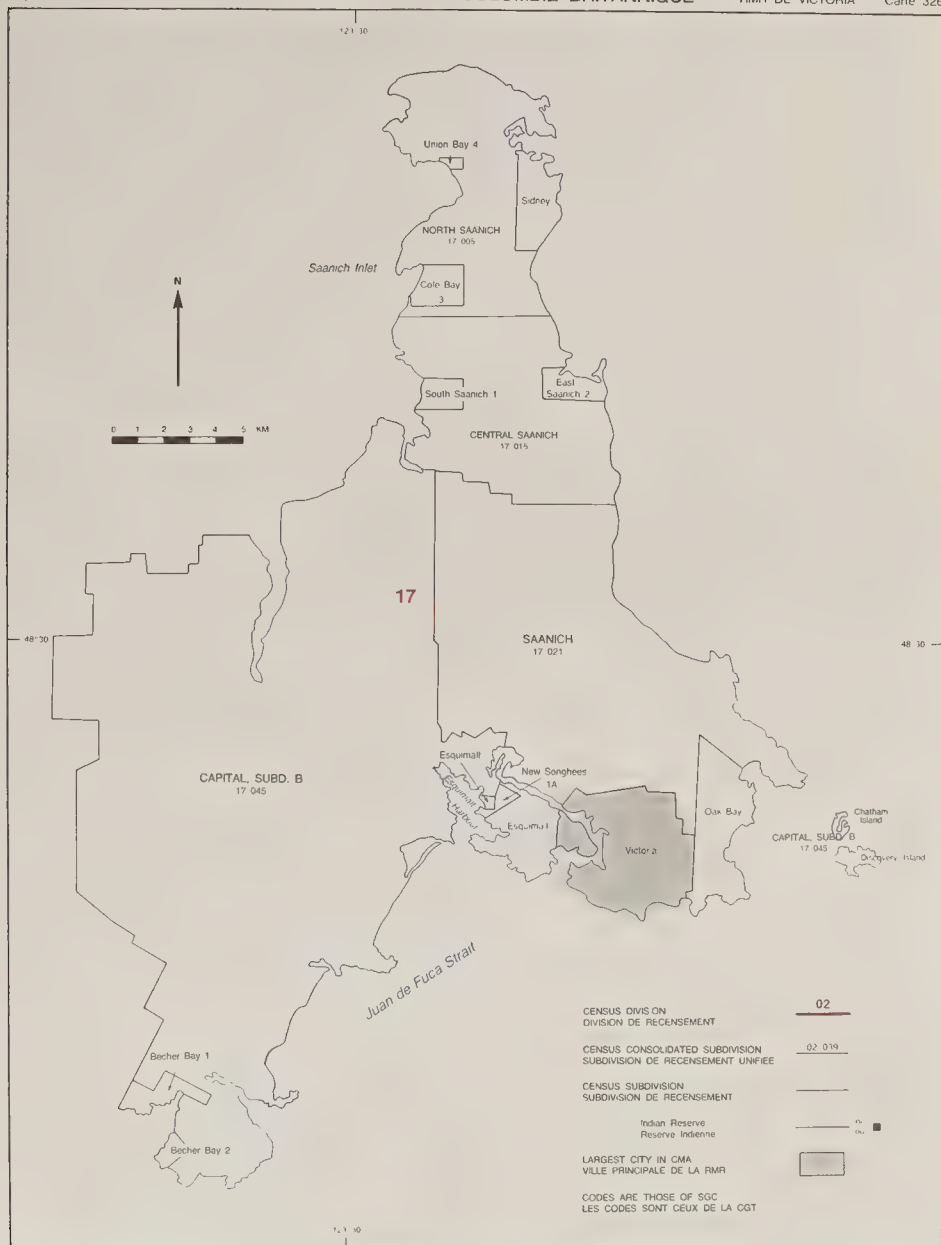 RMR DE VICTORIA
123 30
Union Bay 4
Sidney
NORTH SAANICH
17 005
Saanich Inlet
N
Cole Bay
3
South Saanich 1
East
Saanich 2
0 1 2 3 4 5 KM
CENTRAL SAANICH
17 015
17
48°30
48 30
SAANICH
17 021
Esquimalt
New Songhees
1A
CAPITAL, SUBD. B
17 045
Esquimalt
Harbour
Esquimalt
Victoria
Oak Bay
Chatham
Island
CAPITAL, SUBD. B
17 045
Discovery Island
Juan de Fuca Strait
Becher Bay 1
Becher Bay 2
CENSUS DIVISION
DIVISION DE RECENSEMENT
02
CENSUS CONSOLIDATED SUBDIVISION
SUBDIVISION DE RECENSEMENT UNIFIEE
02 039
CENSUS SUBDIVISION
SUBDIVISION DE RECENSEMENT
Indian Reserve
Reserve Indienne
ou
LARGEST CITY IN CMA
VILLE PRINCIPALE DE LA RMR
CODES ARE THOSE OF SGC
LES CODES SONT CEUX DE LA CGT